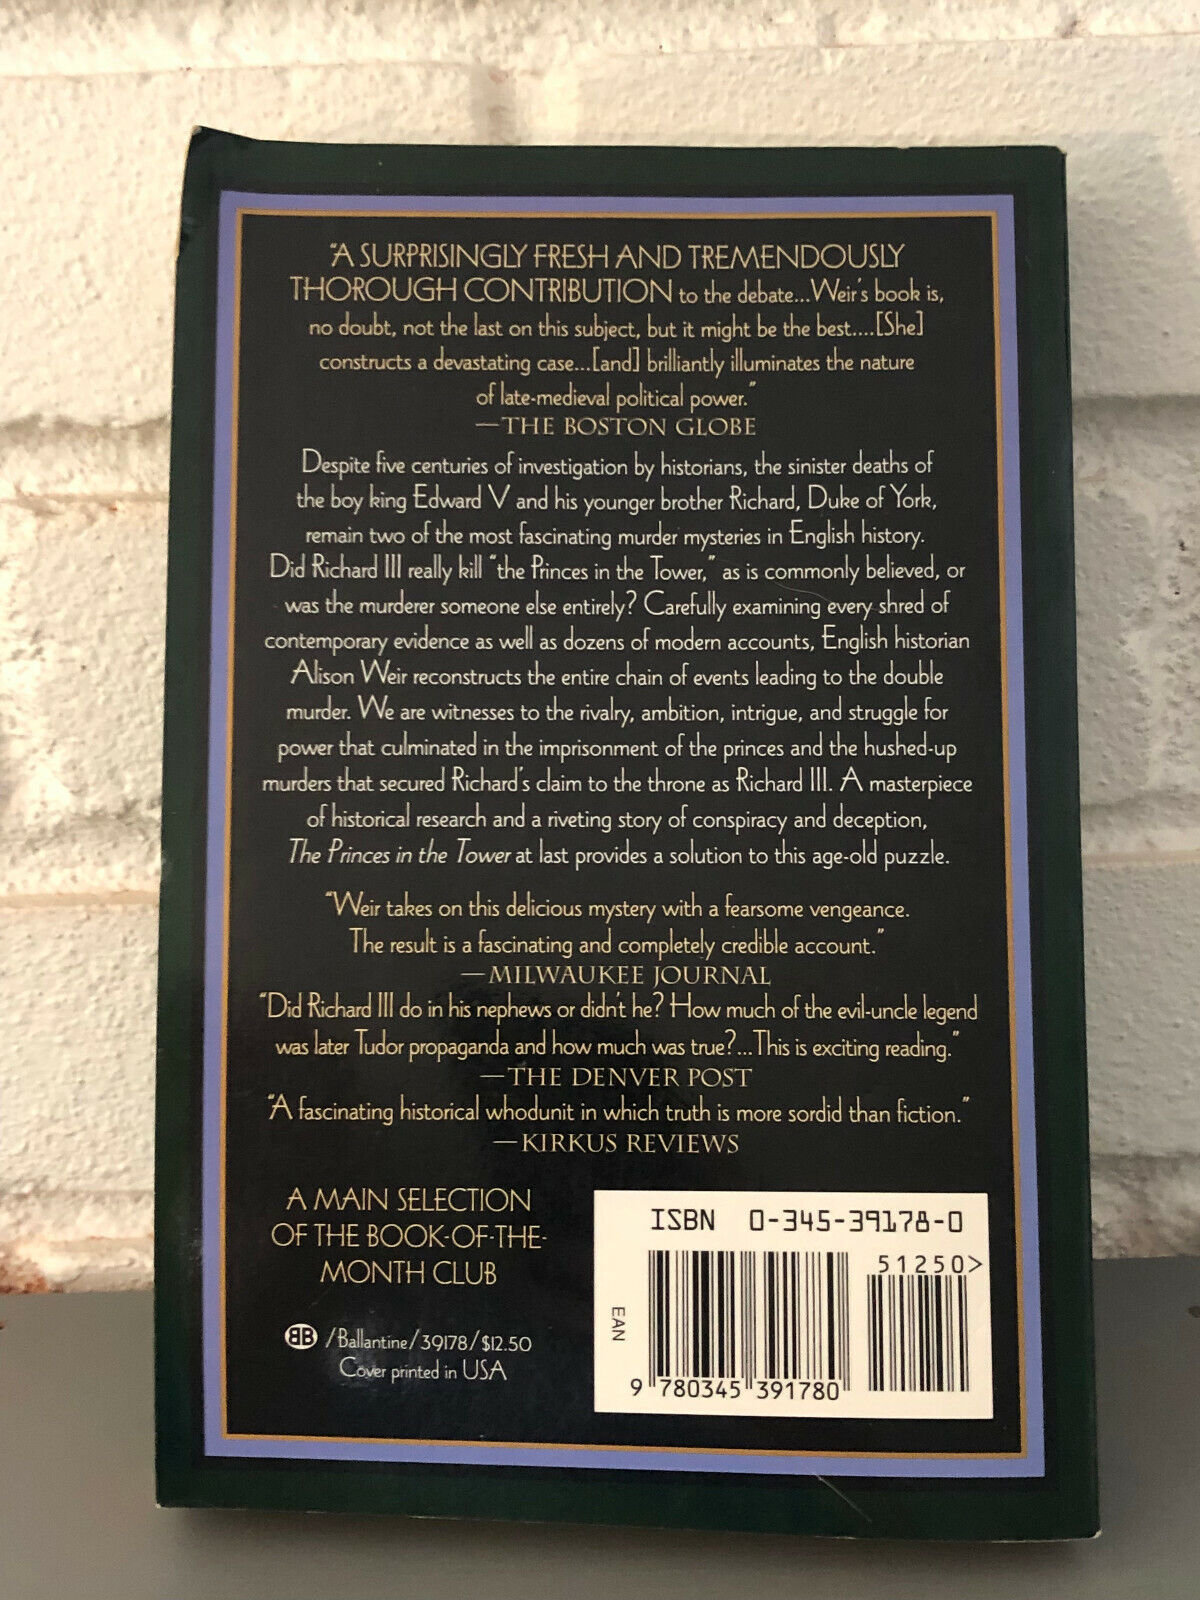 "A SURPRISINGLY FRESH AND TREMENDOUSLY
THOROUGH CONTRIBUTION to the debate...Weir's book is,
no doubt, not the last on this subject, but it might be the best....[She]
constructs a devastating case...[and] brilliantly illuminates the nature
of late-medieval political power."
—THE BOSTON GLOBE
Despite five centuries of investigation by historians, the sinister deaths of
the boy king Edward V and his younger brother Richard, Duke of York,
remain two of the most fascinating murder mysteries in English history.
Did Richard III really kill "the Princes in the Tower," as is commonly believed, or
was the murderer someone else entirely? Carefully examining every shred of
contemporary evidence as well as dozens of modern accounts, English historian
Alison Weir reconstructs the entire chain of events leading to the double
murder. We are witnesses to the rivalry, ambition, intrigue, and struggle for
power that culminated in the imprisonment of the princes and the hushed-up
murders that secured Richard's claim to the throne as Richard III. A masterpiece
of historical research and a riveting story of conspiracy and deception,
The Princes in the Tower at last provides a solution to this age-old puzzle.
"Weir takes on this delicious mystery with a fearsome vengeance.
The result is a fascinating and completely credible account."
—MILWAUKEE JOURNAL
"Did Richard III do in his nephews or didn't he? How much of the evil-uncle legend
was later Tudor propaganda and how much was true?...This is exciting reading."
—THE DENVER POST
"A fascinating historical whodunit in which truth is more sordid than fiction."
—KIRKUS REVIEWS
A MAIN SELECTION
OF THE BOOK-OF-THE-
MONTH CLUB
BB /Ballantine/39178/$12.50
Cover printed in USA
ISBN 0-345-39178-0
51250>
EAN
9 780345 391780